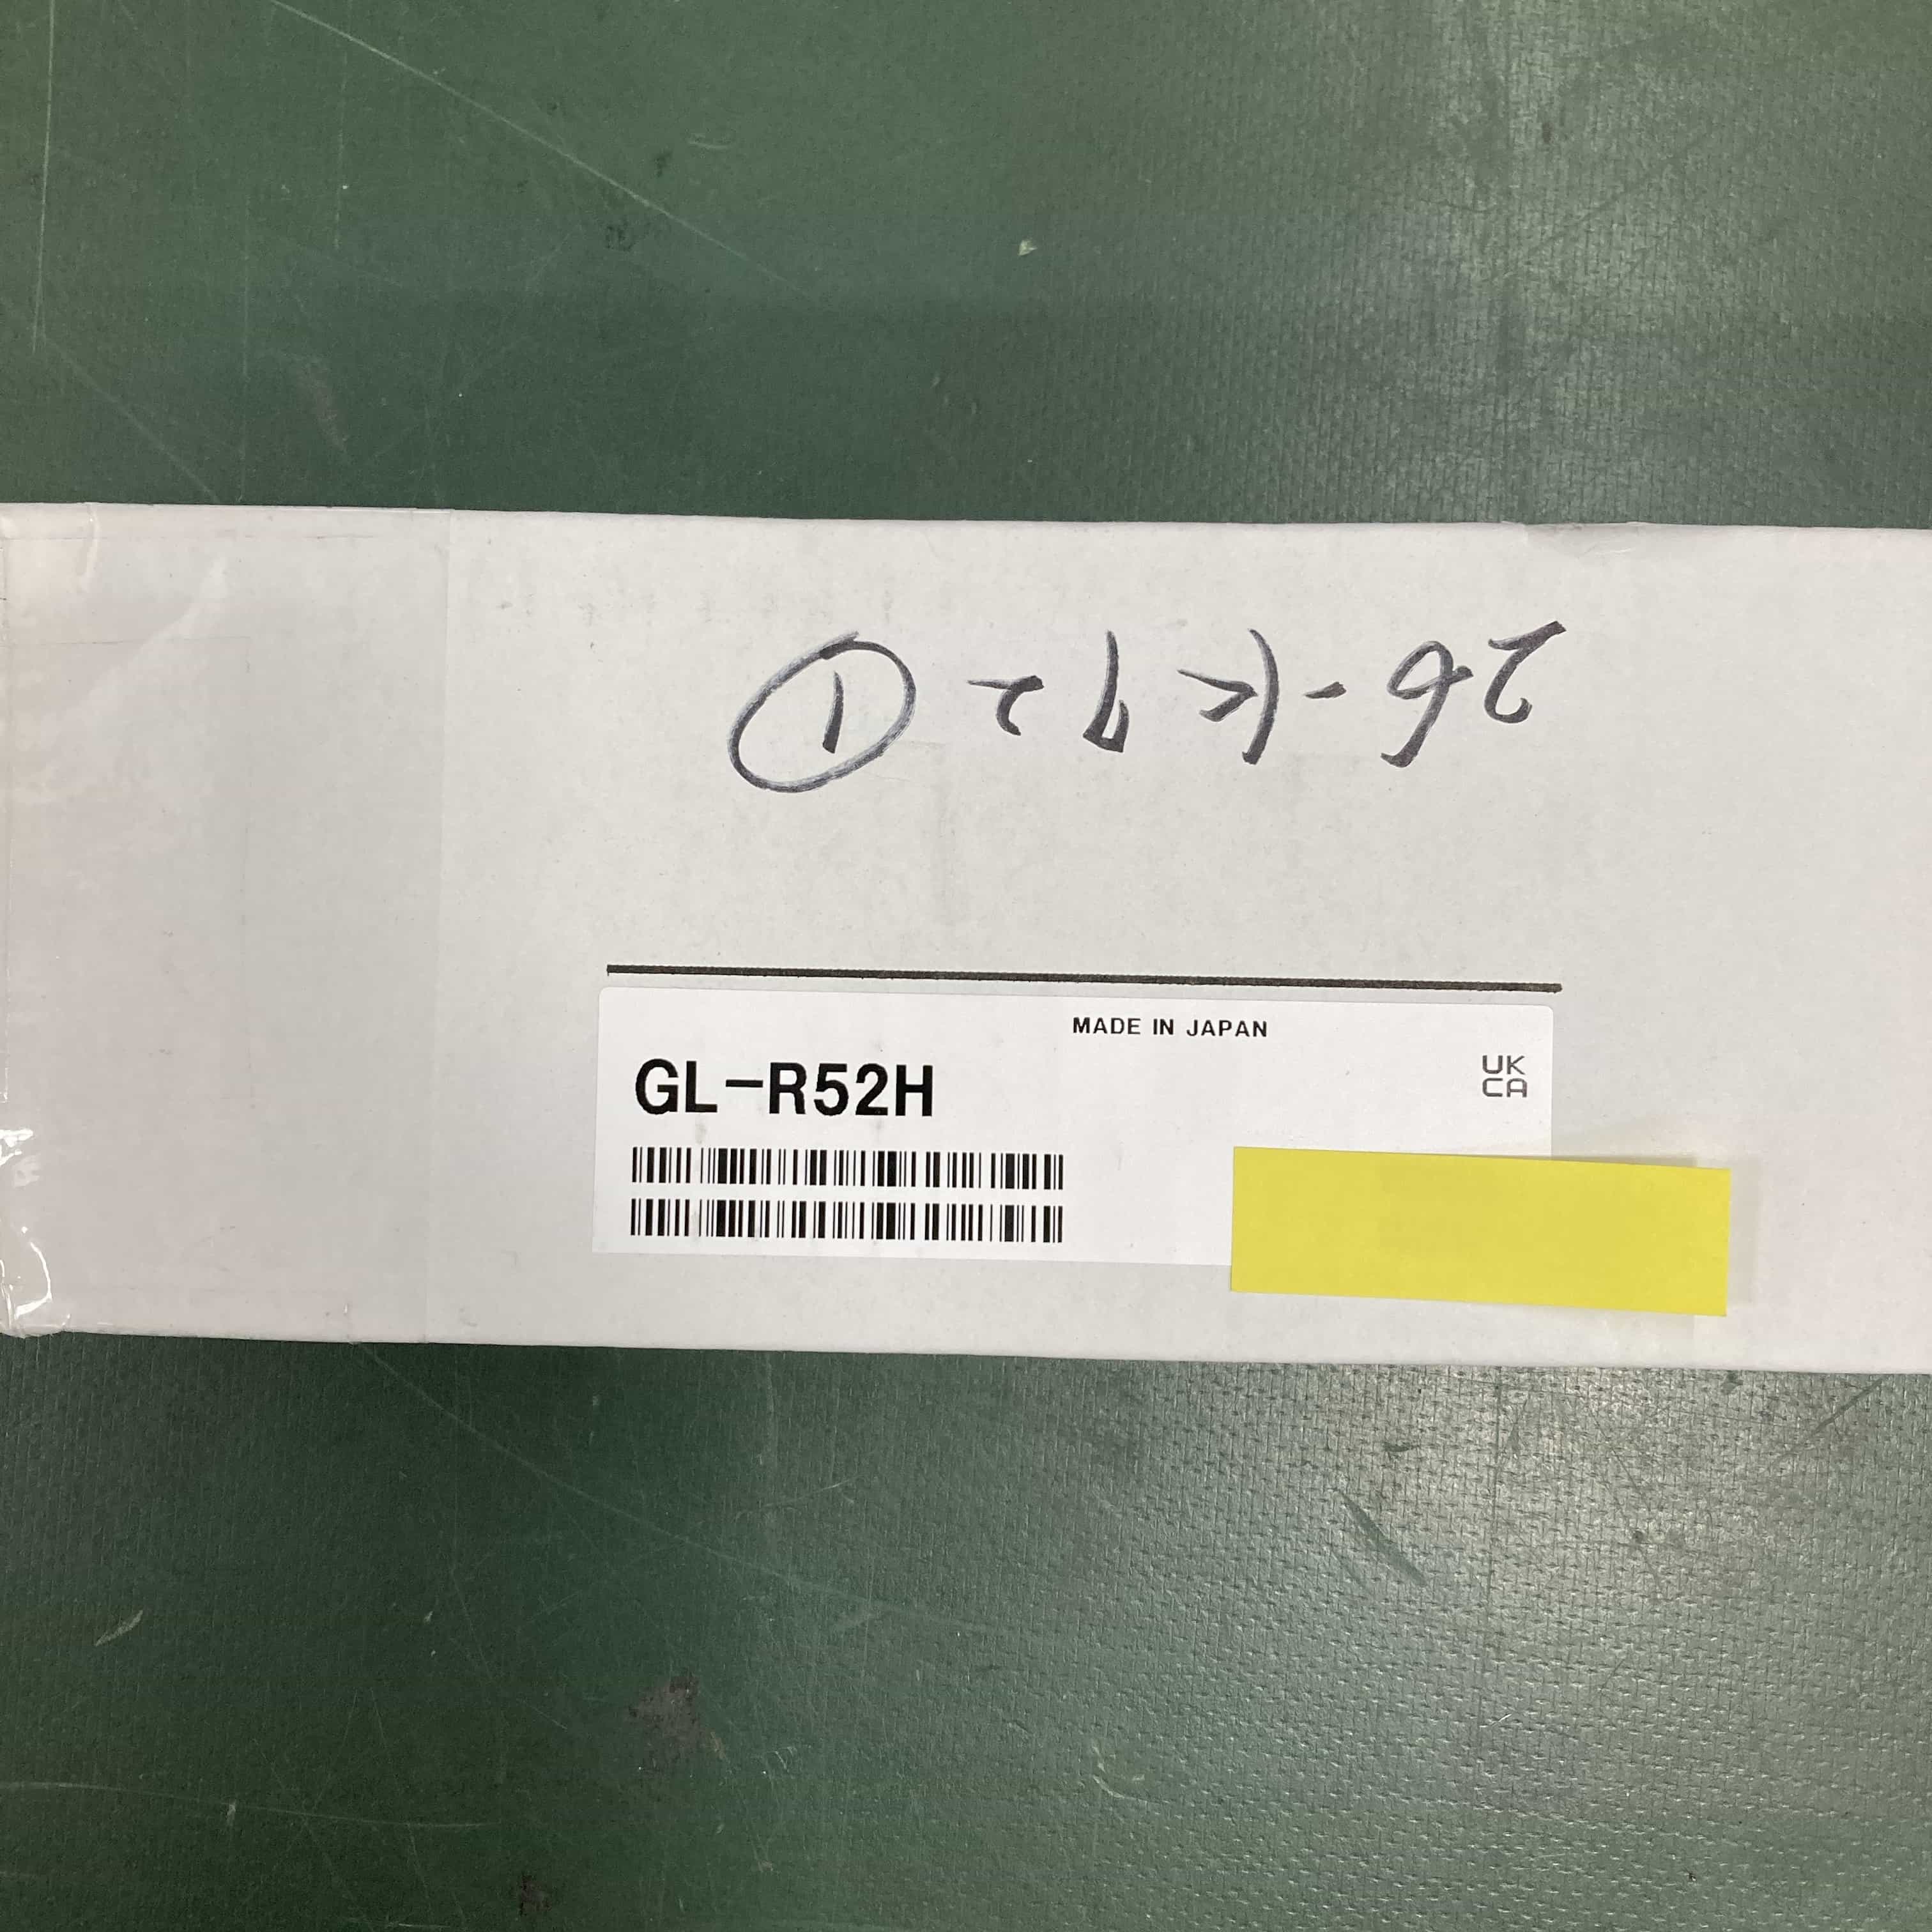 MADE IN JAPAN
GL-R52H
UK
CA